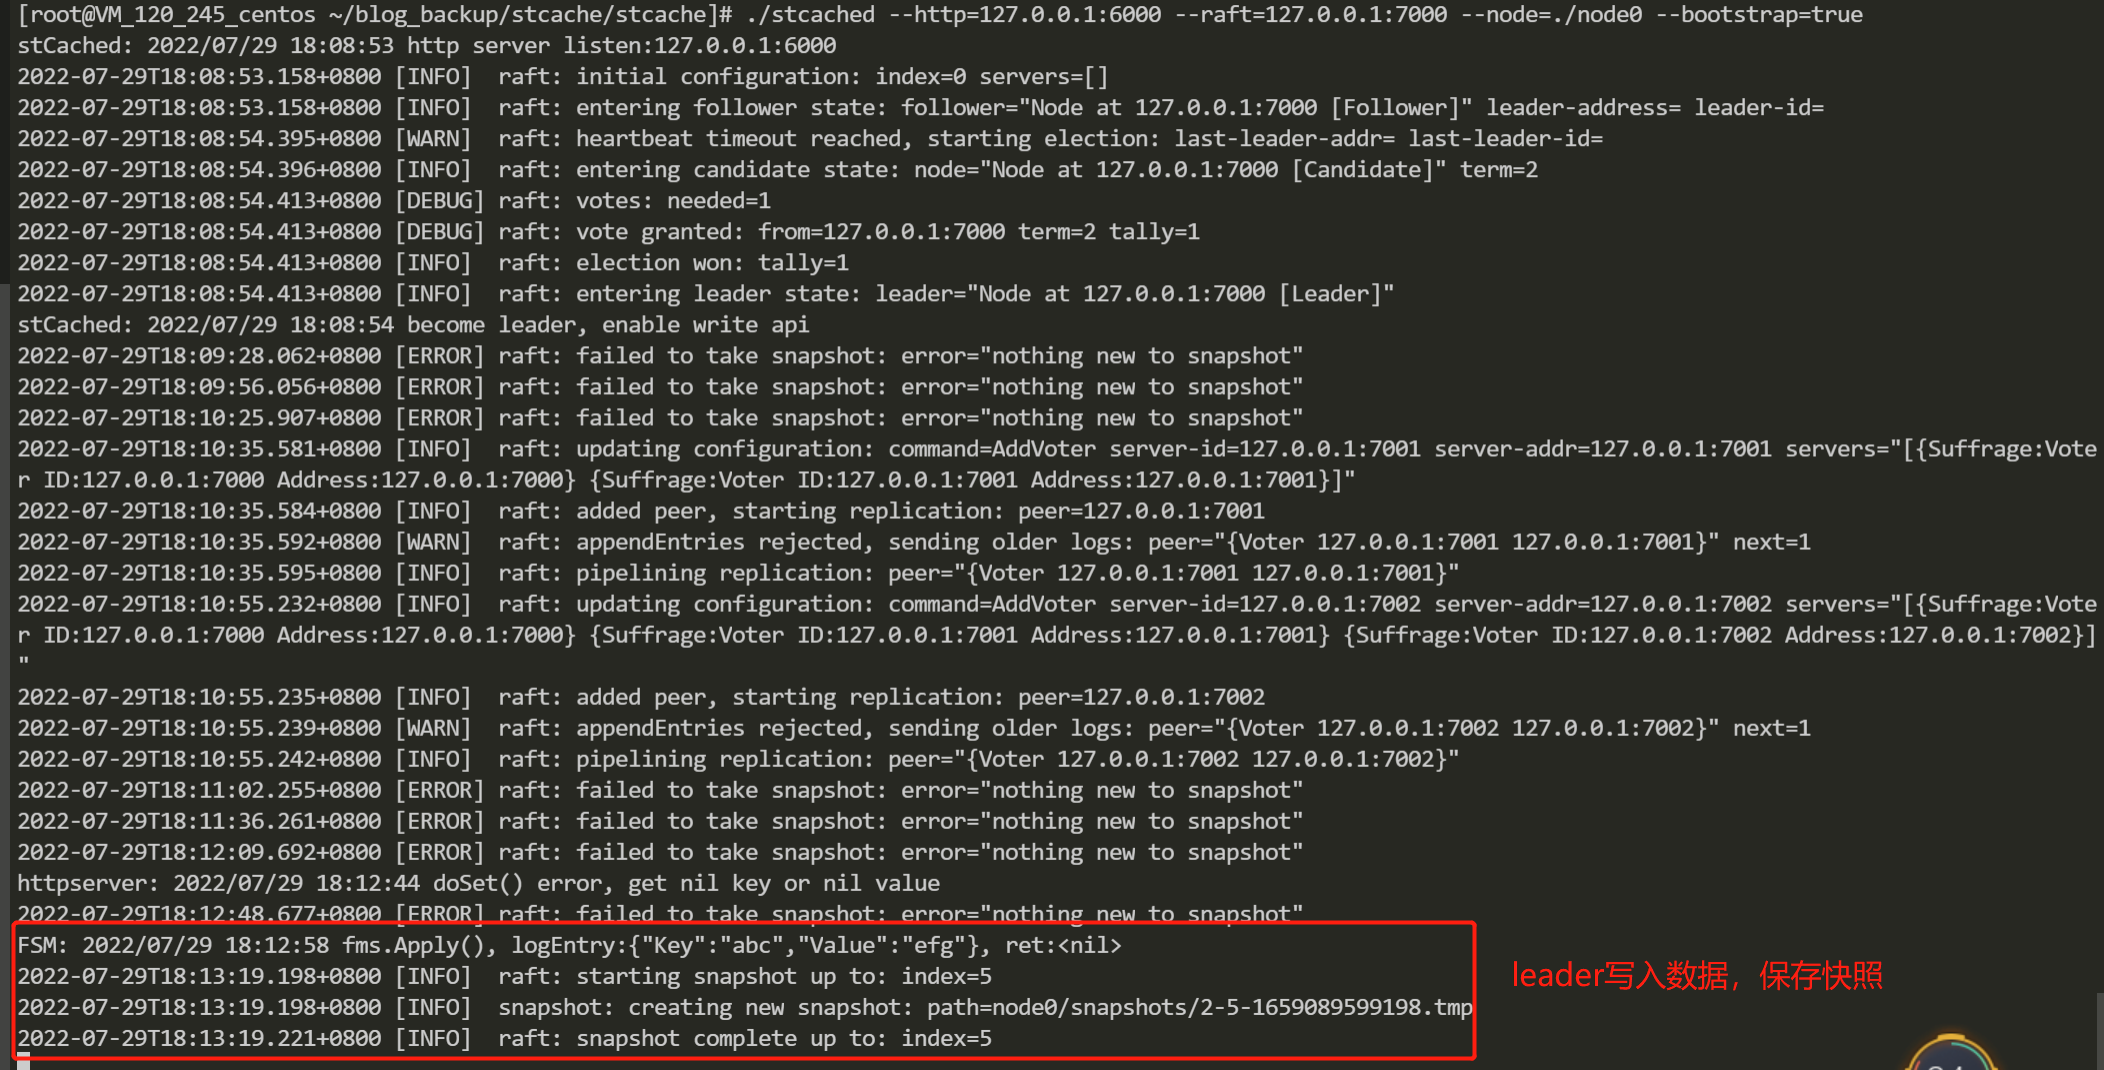 [root@VM_120_245_centos ~/blog_backup/stcache/stcache]# ./stcached --http=127.0.0.1:6000 --raft=127.0.0.1:7000 --node=./node0 --bootstrap=true
stCached: 2022/07/29 18:08:53 http server listen:127.0.0.1:6000
2022-07-29T18:08:53.158+0800 [INFO]  raft: initial configuration: index=0 servers=[]
2022-07-29T18:08:53.158+0800 [INFO]  raft: entering follower state: follower="Node at 127.0.0.1:7000 [Follower]" leader-address= leader-id=
2022-07-29T18:08:54.395+0800 [WARN]  raft: heartbeat timeout reached, starting election: last-leader-addr= last-leader-id=
2022-07-29T18:08:54.396+0800 [INFO]  raft: entering candidate state: node="Node at 127.0.0.1:7000 [Candidate]" term=2
2022-07-29T18:08:54.413+0800 [DEBUG] raft: votes: needed=1
2022-07-29T18:08:54.413+0800 [DEBUG] raft: vote granted: from=127.0.0.1:7000 term=2 tally=1
2022-07-29T18:08:54.413+0800 [INFO]  raft: election won: tally=1
2022-07-29T18:08:54.413+0800 [INFO]  raft: entering leader state: leader="Node at 127.0.0.1:7000 [Leader]"
stCached: 2022/07/29 18:08:54 become leader, enable write api
2022-07-29T18:09:28.062+0800 [ERROR] raft: failed to take snapshot: error="nothing new to snapshot"
2022-07-29T18:09:56.056+0800 [ERROR] raft: failed to take snapshot: error="nothing new to snapshot"
2022-07-29T18:10:25.907+0800 [ERROR] raft: failed to take snapshot: error="nothing new to snapshot"
2022-07-29T18:10:35.581+0800 [INFO]  raft: updating configuration: command=AddVoter server-id=127.0.0.1:7001 server-addr=127.0.0.1:7001 servers="[{Suffrage:Vote
r ID:127.0.0.1:7000 Address:127.0.0.1:7000} {Suffrage:Voter ID:127.0.0.1:7001 Address:127.0.0.1:7001}]"
2022-07-29T18:10:35.584+0800 [INFO]  raft: added peer, starting replication: peer=127.0.0.1:7001
2022-07-29T18:10:35.592+0800 [WARN]  raft: appendEntries rejected, sending older logs: peer="{Voter 127.0.0.1:7001 127.0.0.1:7001}" next=1
2022-07-29T18:10:35.595+0800 [INFO]  raft: pipelining replication: peer="{Voter 127.0.0.1:7001 127.0.0.1:7001}"
2022-07-29T18:10:55.232+0800 [INFO]  raft: updating configuration: command=AddVoter server-id=127.0.0.1:7002 server-addr=127.0.0.1:7002 servers="[{Suffrage:Vote
r ID:127.0.0.1:7000 Address:127.0.0.1:7000} {Suffrage:Voter ID:127.0.0.1:7001 Address:127.0.0.1:7001} {Suffrage:Voter ID:127.0.0.1:7002 Address:127.0.0.1:7002}]
"
2022-07-29T18:10:55.235+0800 [INFO]  raft: added peer, starting replication: peer=127.0.0.1:7002
2022-07-29T18:10:55.239+0800 [WARN]  raft: appendEntries rejected, sending older logs: peer="{Voter 127.0.0.1:7002 127.0.0.1:7002}" next=1
2022-07-29T18:10:55.242+0800 [INFO]  raft: pipelining replication: peer="{Voter 127.0.0.1:7002 127.0.0.1:7002}"
2022-07-29T18:11:02.255+0800 [ERROR] raft: failed to take snapshot: error="nothing new to snapshot"
2022-07-29T18:11:36.261+0800 [ERROR] raft: failed to take snapshot: error="nothing new to snapshot"
2022-07-29T18:12:09.692+0800 [ERROR] raft: failed to take snapshot: error="nothing new to snapshot"
httpserver: 2022/07/29 18:12:44 doSet() error, get nil key or nil value
2022-07-29T18:12:48.677+0800 [ERROR] raft: failed to take snapshot: error="nothing new to snapshot"
FSM: 2022/07/29 18:12:58 fms.Apply(), logEntry:{"Key":"abc","Value":"efg"}, ret:<nil>
2022-07-29T18:13:19.198+0800 [INFO]  raft: starting snapshot up to: index=5
leader写入数据，保存快照
2022-07-29T18:13:19.198+0800 [INFO]  snapshot: creating new snapshot: path=node0/snapshots/2-5-1659089599198.tmp
2022-07-29T18:13:19.221+0800 [INFO]  raft: snapshot complete up to: index=5